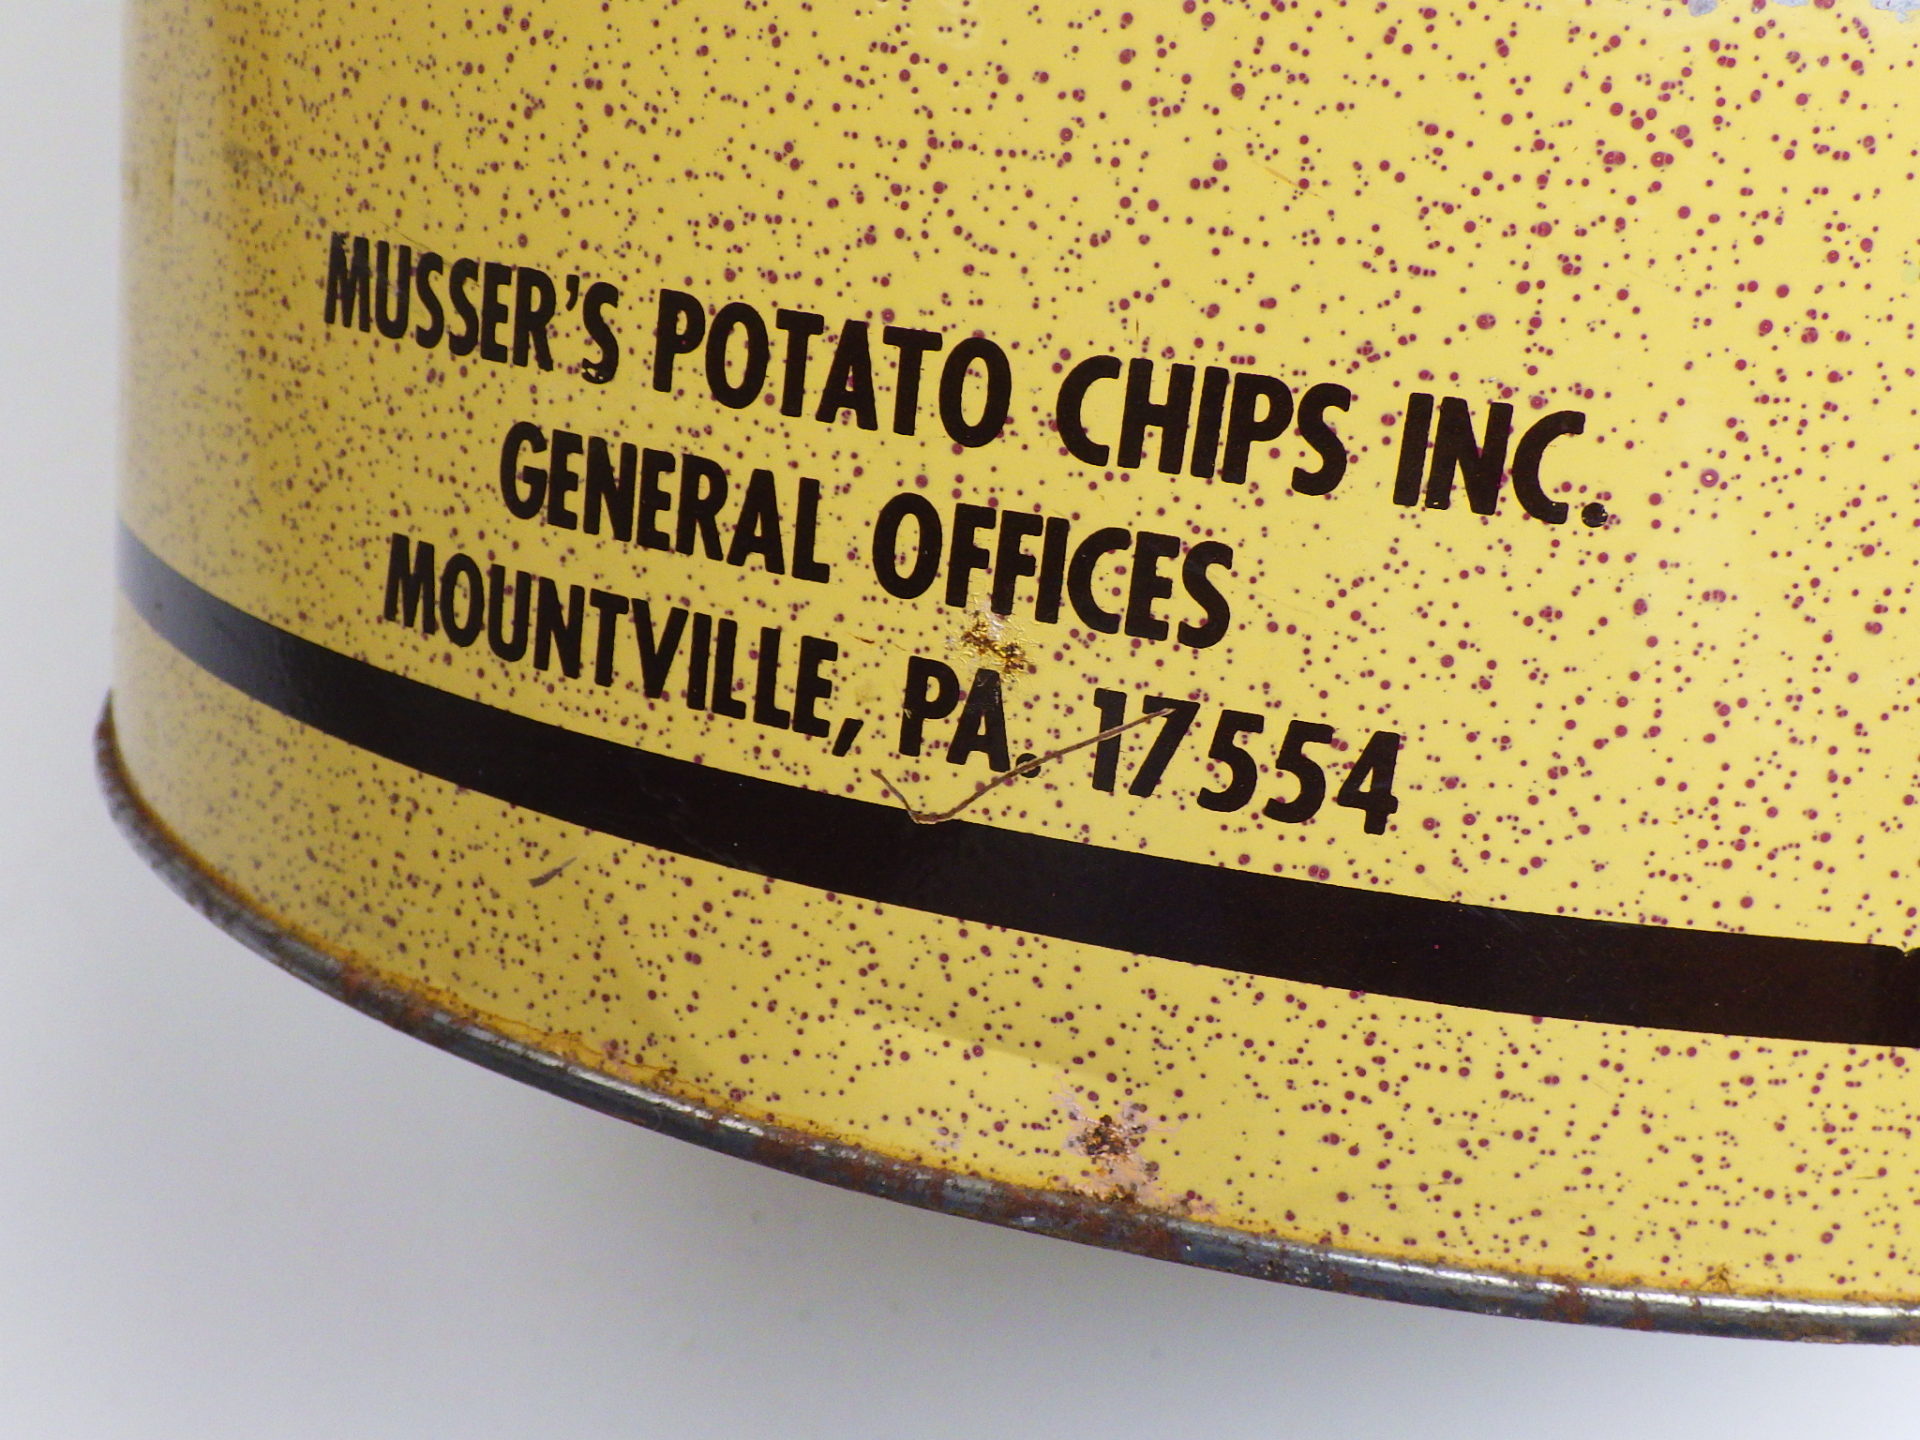 MUSSER'S POTATO CHIPS INC.
GENERAL OFFICES
MOUNTVILLE, PA. 17554